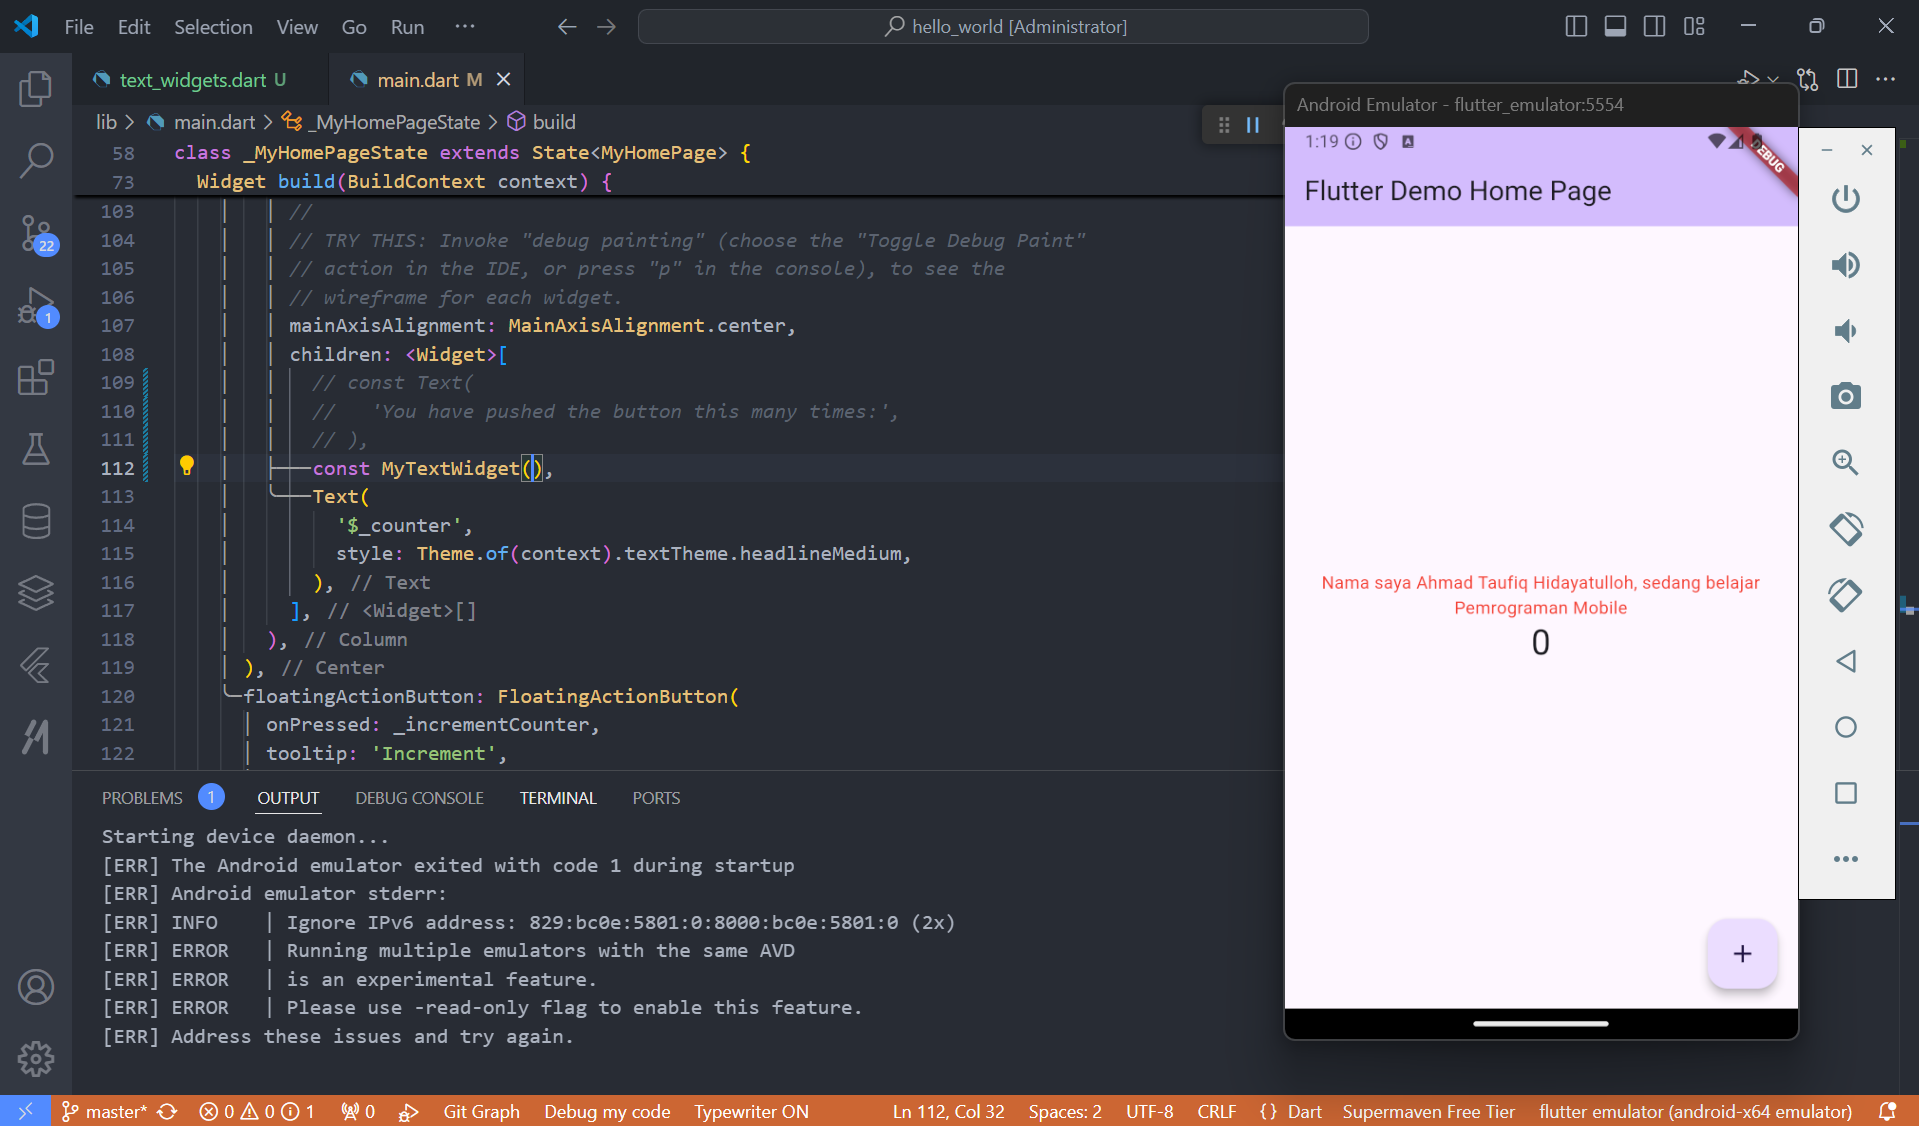 File Edit Selection View Go Run ··· hello_world [Administrator]
text_widgets.dart U main.dart M
lib > main.dart > _MyHomePageState > build
58 class _MyHomePageState extends State<MyHomePage> {
73 Widget build(BuildContext context) {
103 //
104 // TRY THIS: Invoke "debug painting" (choose the "Toggle Debug Paint"
105 // action in the IDE, or press "p" in the console), to see the
106 // wireframe for each widget.
107 mainAxisAlignment: MainAxisAlignment.center,
108 children: <Widget>[
109 // const Text(
110 //   'You have pushed the button this many times:',
111 // ),
112 const MyTextWidget(),
113 Text(
114 '$_counter',
115 style: Theme.of(context).textTheme.headlineMedium,
116 ), // Text
117 ], // <Widget>[]
118 ), // Column
119 ), // Center
120 floatingActionButton: FloatingActionButton(
121 onPressed: _incrementCounter,
122 tooltip: 'Increment',
22
1
PROBLEMS 1 OUTPUT DEBUG CONSOLE TERMINAL PORTS
Starting device daemon...
[ERR] The Android emulator exited with code 1 during startup
[ERR] Android emulator stderr:
[ERR] INFO    | Ignore IPv6 address: 829:bc0e:5801:0:8000:bc0e:5801:0 (2x)
[ERR] ERROR   | Running multiple emulators with the same AVD
[ERR] ERROR   | is an experimental feature.
[ERR] ERROR   | Please use -read-only flag to enable this feature.
[ERR] Address these issues and try again.
Android Emulator - flutter_emulator:5554
1:19
DEBUG
Flutter Demo Home Page
Nama saya Ahmad Taufiq Hidayatulloh, sedang belajar
Pemrograman Mobile
0
+
master* 0 0 1 0 Git Graph Debug my code Typewriter ON Ln 112, Col 32 Spaces: 2 UTF-8 CRLF {} Dart Supermaven Free Tier flutter emulator (android-x64 emulator)